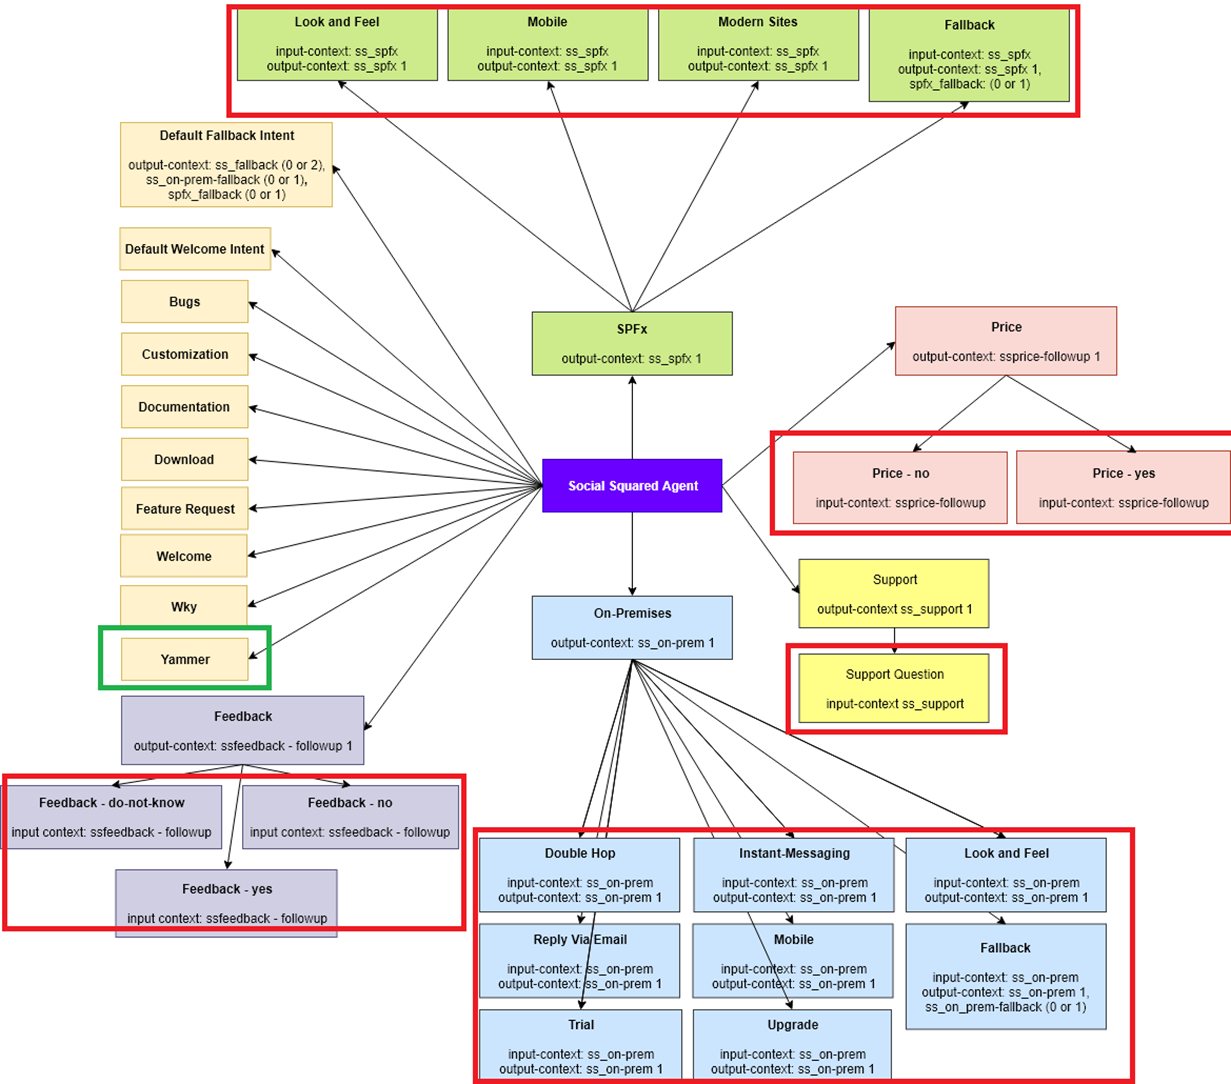 Look and Feel
input-context: ss_spfx
output-context: ss_spfx 1
Mobile
input-context: ss_spfx
output-context: ss_spfx 1
Modern Sites
input-context: ss_spfx
output-context: ss_spfx 1
Fallback
input-context: ss_spfx
output-context: ss_spfx 1,
spfx_fallback: (0 or 1)
Default Fallback Intent
output-context: ss_fallback (0 or 2),
ss_on-prem-fallback (0 or 1),
spfx_fallback (0 or 1)
Default Welcome Intent
Bugs
Customization
Documentation
Download
Feature Request
Welcome
Wky
Yammer
SPFx
output-context: ss_spfx 1
Price
output-context: ssprice-followup 1
Price - no
input-context: ssprice-followup
Price - yes
input-context: ssprice-followup
Social Squared Agent
Support
output-context ss_support 1
Support Question
input-context ss_support
On-Premises
output-context: ss_on-prem 1
Feedback
output-context: ssfeedback - followup 1
Feedback - do-not-know
input context: ssfeedback - followup
Feedback - no
input context: ssfeedback - followup
Feedback - yes
input context: ssfeedback - followup
Double Hop
input-context: ss_on-prem
output-context: ss_on-prem 1
Instant-Messaging
input-context: ss_on-prem
output-context: ss_on-prem 1
Look and Feel
input-context: ss_on-prem
output-context: ss_on-prem 1
Reply Via Email
input-context: ss_on-prem
output-context: ss_on-prem 1
Mobile
input-context: ss_on-prem
output-context: ss_on-prem 1
Fallback
input-context: ss_on-prem
output-context: ss_on-prem 1,
ss_on_prem-fallback (0 or 1)
Trial
input-context: ss_on-prem
output-context: ss_on-prem 1
Upgrade
input-context: ss_on-prem
output-context: ss_on-prem 1